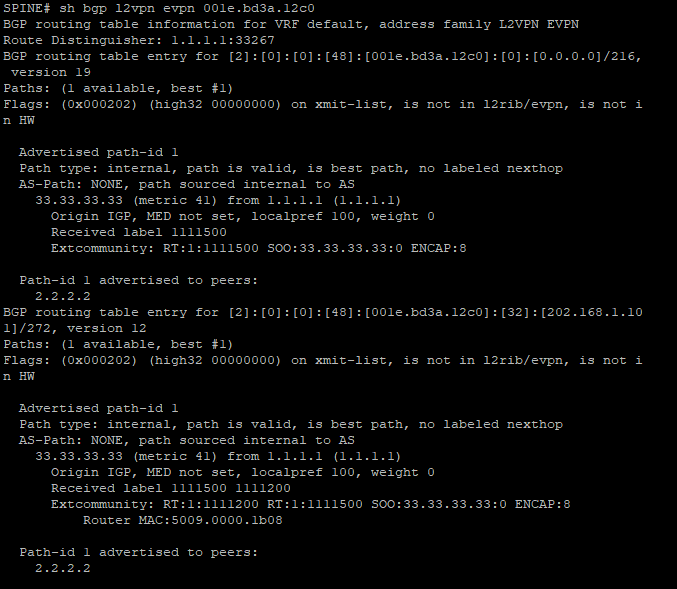 SPINE# sh bgp l2vpn evpn 001e.bd3a.12c0
BGP routing table information for VRF default, address family L2VPN EVPN
Route Distinguisher: 1.1.1.1:33267
BGP routing table entry for [2]:[0]:[0]:[48]:[001e.bd3a.12c0]:[0]:[0.0.0.0]/216,
 version 19
Paths: (1 available, best #1)
Flags: (0x000202) (high32 00000000) on xmit-list, is not in l2rib/evpn, is not i
n HW

  Advertised path-id 1
  Path type: internal, path is valid, is best path, no labeled nexthop
  AS-Path: NONE, path sourced internal to AS
    33.33.33.33 (metric 41) from 1.1.1.1 (1.1.1.1)
      Origin IGP, MED not set, localpref 100, weight 0
      Received label 1111500
      Extcommunity: RT:1:1111500 SOO:33.33.33.33:0 ENCAP:8

  Path-id 1 advertised to peers:
    2.2.2.2
BGP routing table entry for [2]:[0]:[0]:[48]:[001e.bd3a.12c0]:[32]:[202.168.1.10
1]/272, version 12
Paths: (1 available, best #1)
Flags: (0x000202) (high32 00000000) on xmit-list, is not in l2rib/evpn, is not i
n HW

  Advertised path-id 1
  Path type: internal, path is valid, is best path, no labeled nexthop
  AS-Path: NONE, path sourced internal to AS
    33.33.33.33 (metric 41) from 1.1.1.1 (1.1.1.1)
      Origin IGP, MED not set, localpref 100, weight 0
      Received label 1111500 1111200
      Extcommunity: RT:1:1111200 RT:1:1111500 SOO:33.33.33.33:0 ENCAP:8
          Router MAC:5009.0000.1b08

  Path-id 1 advertised to peers:
    2.2.2.2